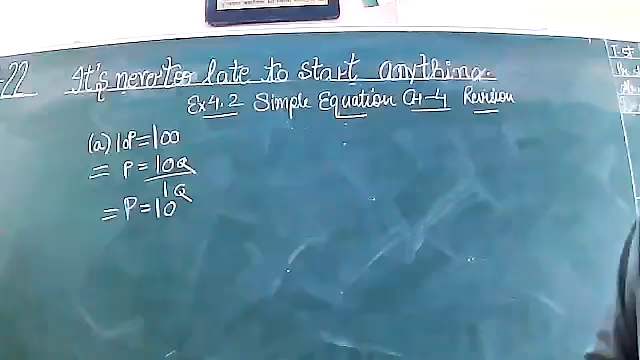 -22
It's never too late to start anything.
Ex 4.2 Simple Equation Ch-4 Revision
(a) 10P = 100
= P = 100
10
= P = 10